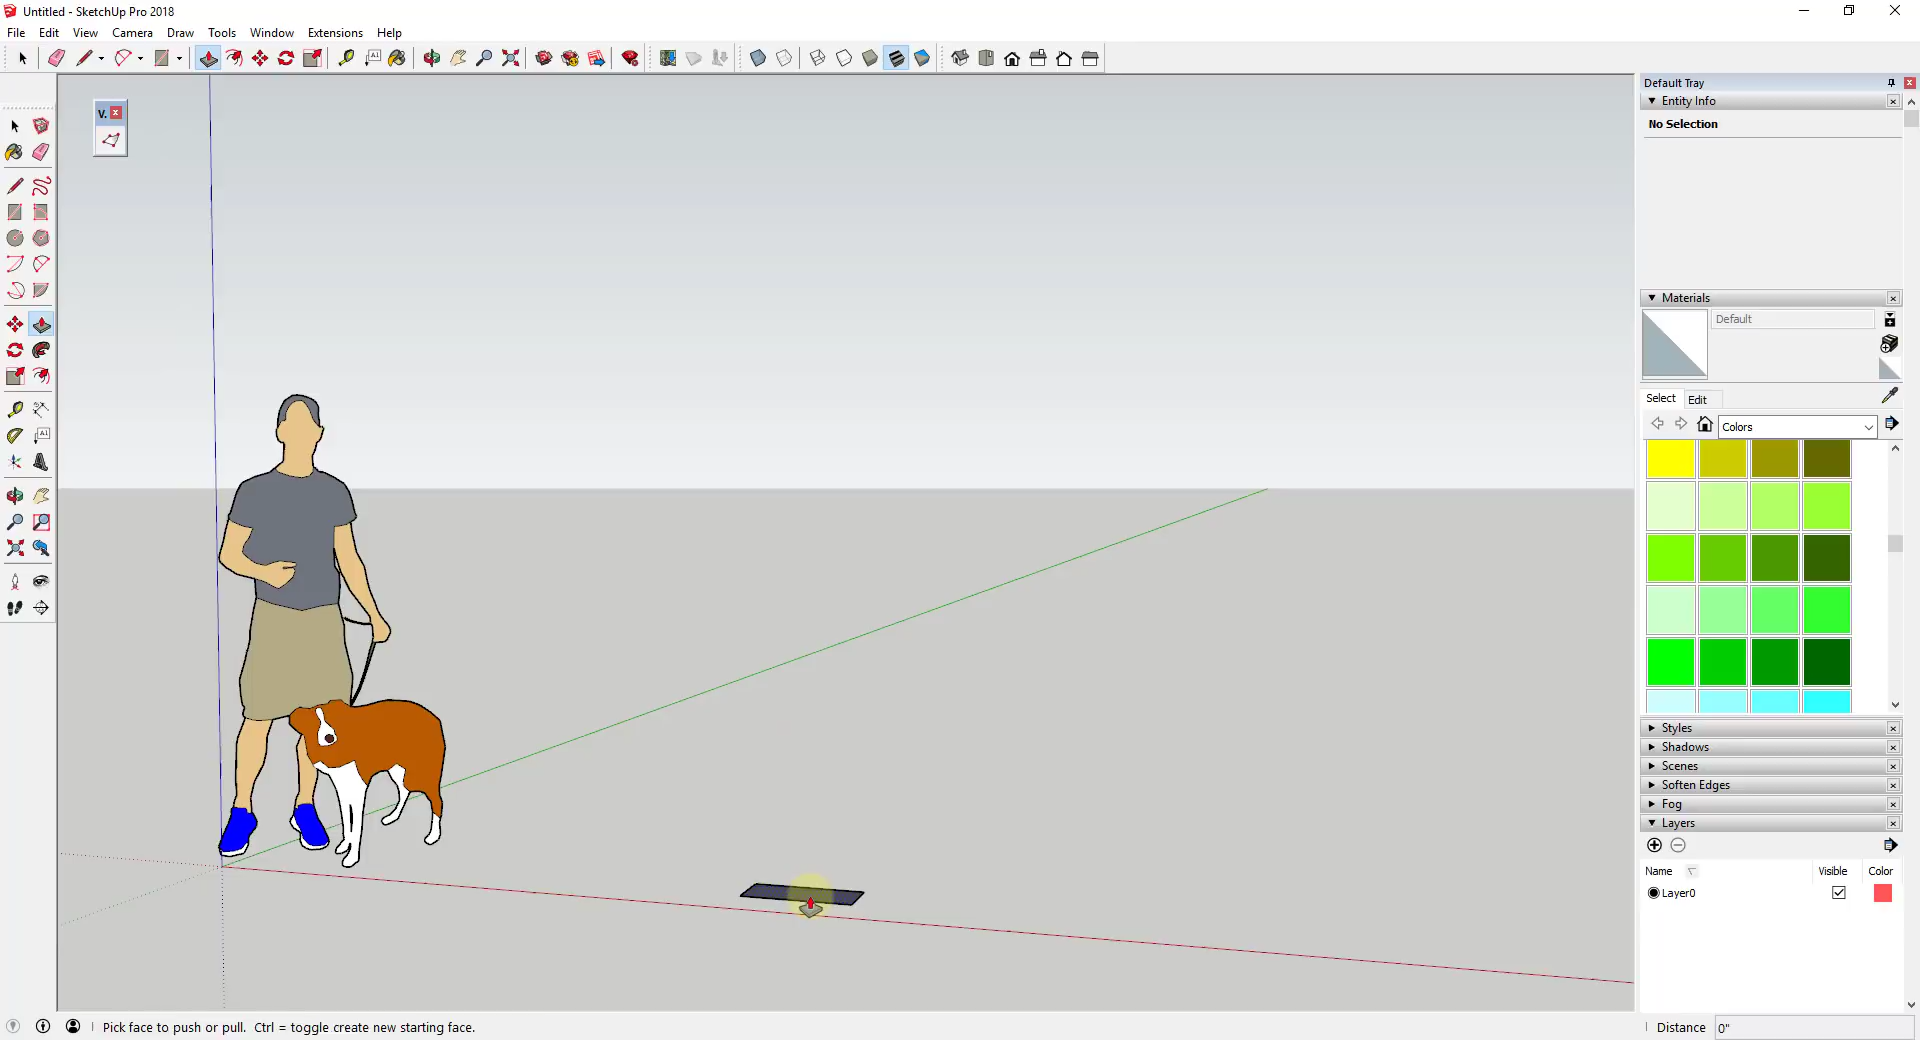 Untitled - SketchUp Pro 2018
File Edit View Camera Draw Tools Window Extensions Help
V.
Default Tray
Entity Info
No Selection
Materials
Default
Select Edit
Colors
Styles
Shadows
Scenes
Soften Edges
Fog
Layers
Name Visible Color
Layer0
Pick face to push or pull. Ctrl = toggle create new starting face.
Distance 0"